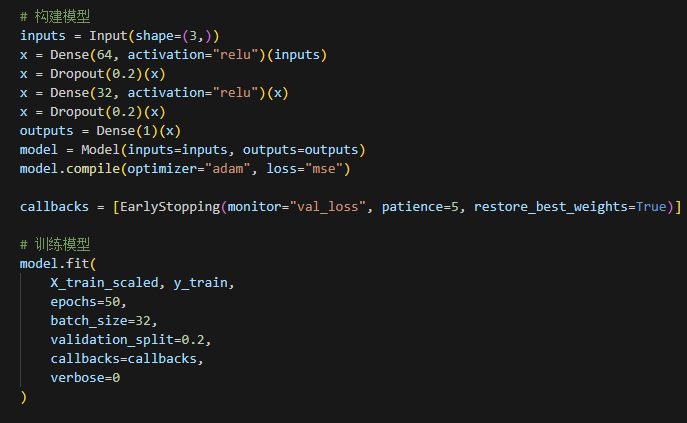 # 构建模型
inputs = Input(shape=(3,))
x = Dense(64, activation="relu")(inputs)
x = Dropout(0.2)(x)
x = Dense(32, activation="relu")(x)
x = Dropout(0.2)(x)
outputs = Dense(1)(x)
model = Model(inputs=inputs, outputs=outputs)
model.compile(optimizer="adam", loss="mse")

callbacks = [EarlyStopping(monitor="val_loss", patience=5, restore_best_weights=True)]

# 训练模型
model.fit(
    X_train_scaled, y_train,
    epochs=50,
    batch_size=32,
    validation_split=0.2,
    callbacks=callbacks,
    verbose=0
)